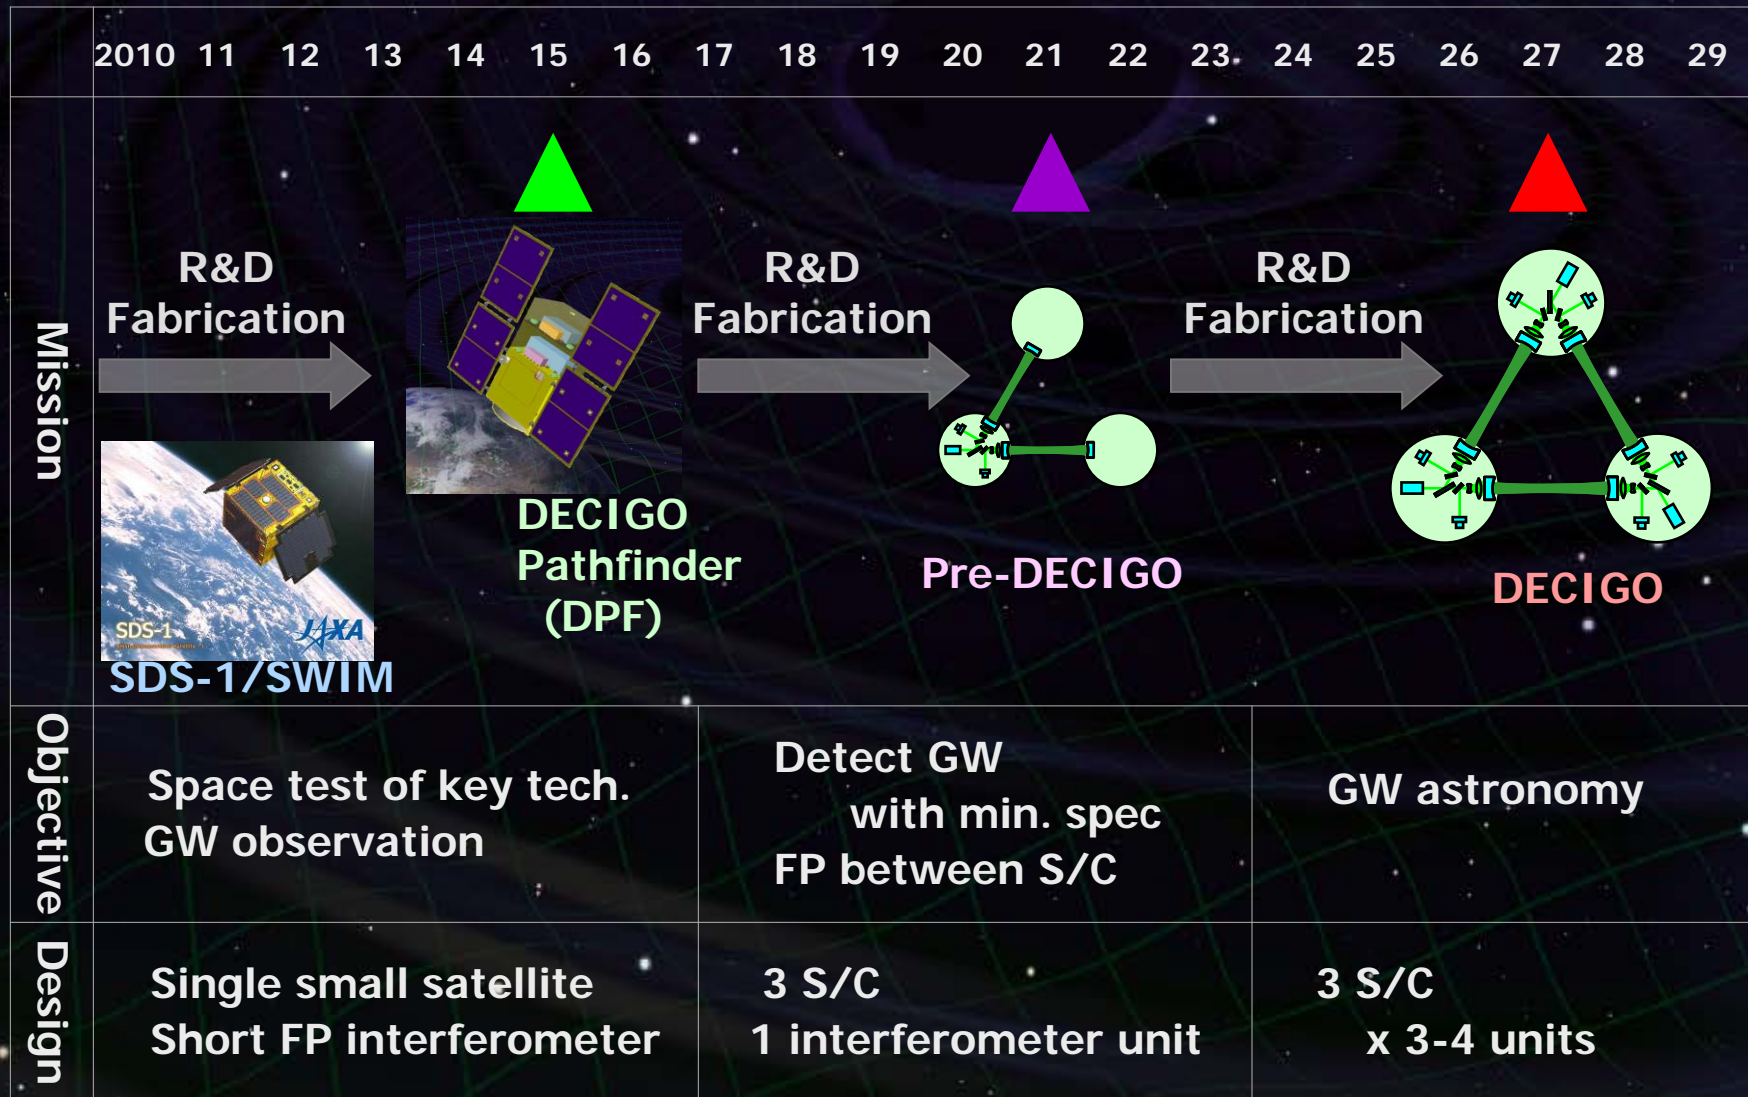 2010 11 12 13 14 15 16 17 18 19 20 21 22 23 24 25 26 27 28 29
Mission
R&D
Fabrication
R&D
Fabrication
R&D
Fabrication
SDS-1
JAXA
SDS-1/SWIM
DECIGO
Pathfinder
(DPF)
Pre-DECIGO
DECIGO
Objective
Space test of key tech.
GW observation
Detect GW
with min. spec
FP between S/C
GW astronomy
Design
Single small satellite
Short FP interferometer
3 S/C
1 interferometer unit
3 S/C
x 3-4 units